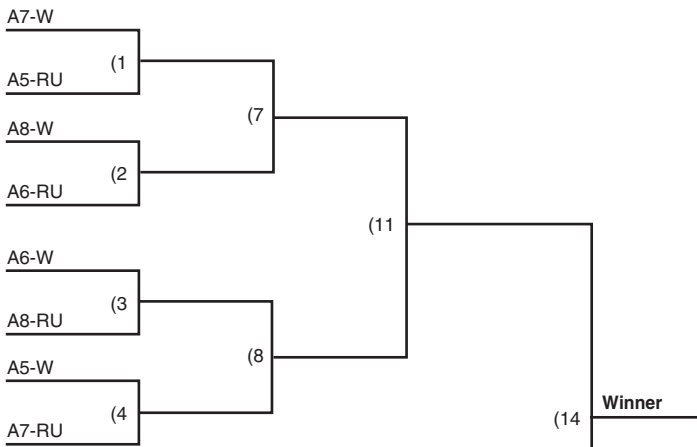 A7-W
(1
A5-RU
(7
A8-W
(2
A6-RU
(11
A6-W
(3
A8-RU
(8
A5-W
(4
A7-RU
Winner
(14